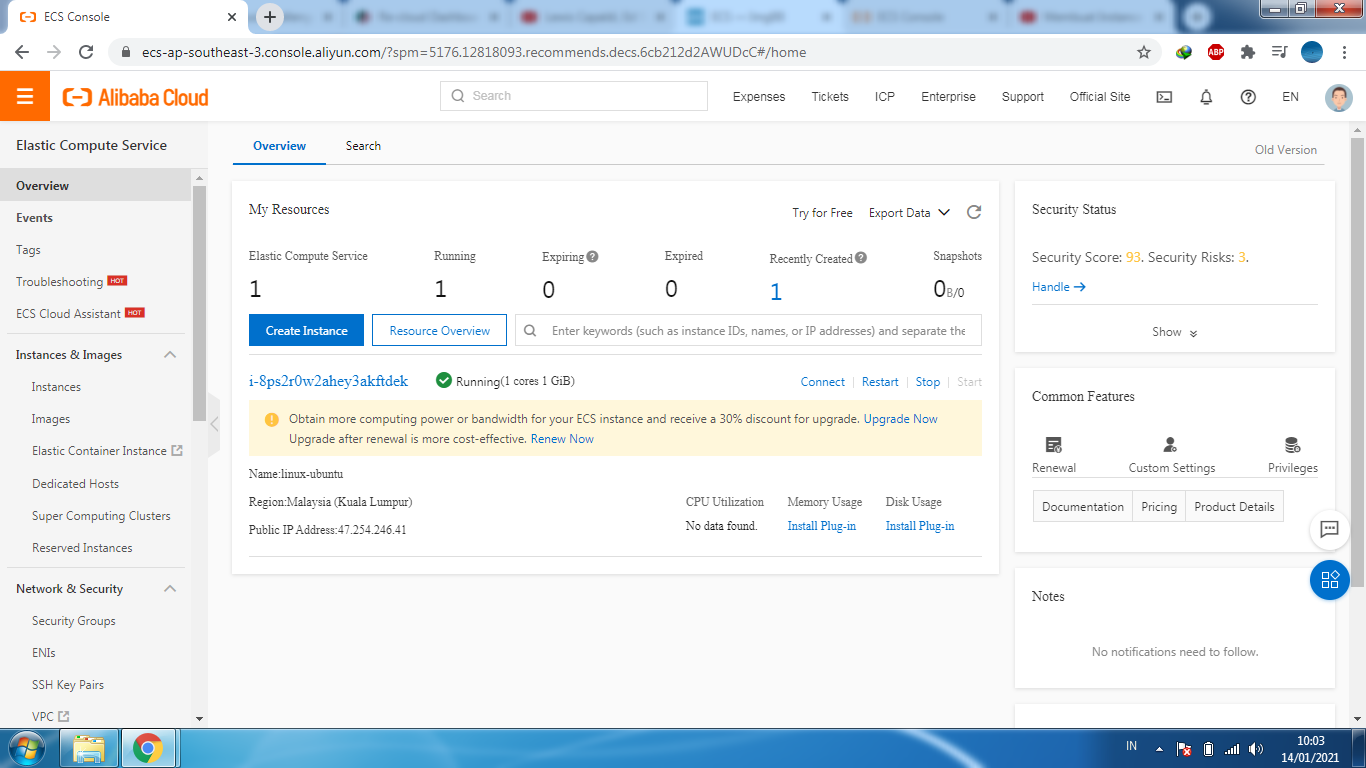 ECS Console
ecs-ap-southeast-3.console.aliyun.com/?spm=5176.12818093.recommends.decs.6cb212d2AWUDcC#/home
ABP
Alibaba Cloud
Search
Expenses
Tickets
ICP
Enterprise
Support
Official Site
EN
Elastic Compute Service
Overview
Events
Tags
Troubleshooting HOT
ECS Cloud Assistant HOT
Instances & Images
Instances
Images
Elastic Container Instance
Dedicated Hosts
Super Computing Clusters
Reserved Instances
Network & Security
Security Groups
ENIs
SSH Key Pairs
VPC
Overview
Search
Old Version
My Resources
Try for Free
Export Data
Elastic Compute Service
Running
Expiring
Expired
Recently Created
Snapshots
1
1
0
0
1
0B/0
Create Instance
Resource Overview
Enter keywords (such as instance IDs, names, or IP addresses) and separate the
i-8ps2r0w2ahey3akftdek
Running(1 cores 1 GiB)
Connect
Restart
Stop
Start
Obtain more computing power or bandwidth for your ECS instance and receive a 30% discount for upgrade. Upgrade Now
Upgrade after renewal is more cost-effective. Renew Now
Name:linux-ubuntu
Region:Malaysia (Kuala Lumpur)
Public IP Address:47.254.246.41
CPU Utilization
Memory Usage
Disk Usage
No data found.
Install Plug-in
Install Plug-in
Security Status
Security Score: 93. Security Risks: 3.
Handle
Show
Common Features
Renewal
Custom Settings
Privileges
Documentation
Pricing
Product Details
Notes
No notifications need to follow.
IN
10:03
14/01/2021